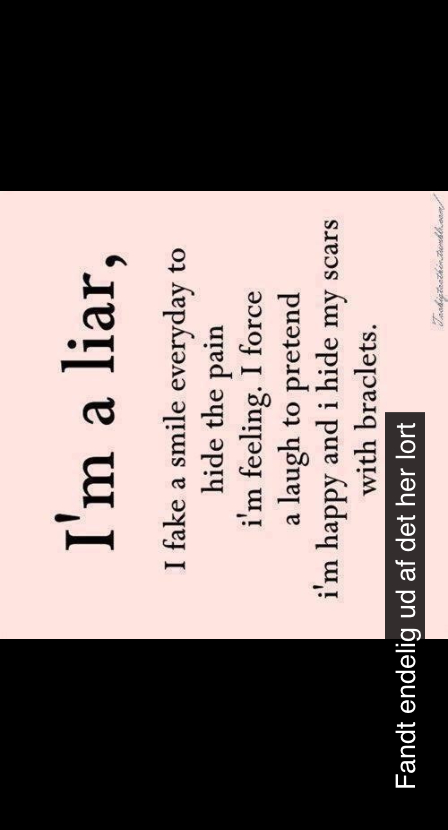 I'm a liar,
I fake a smile everyday to
hide the pain
i'm feeling. I force
a laugh to pretend
i'm happy and i hide my scars
with braclets.
Fandt endelig ud af det her lort